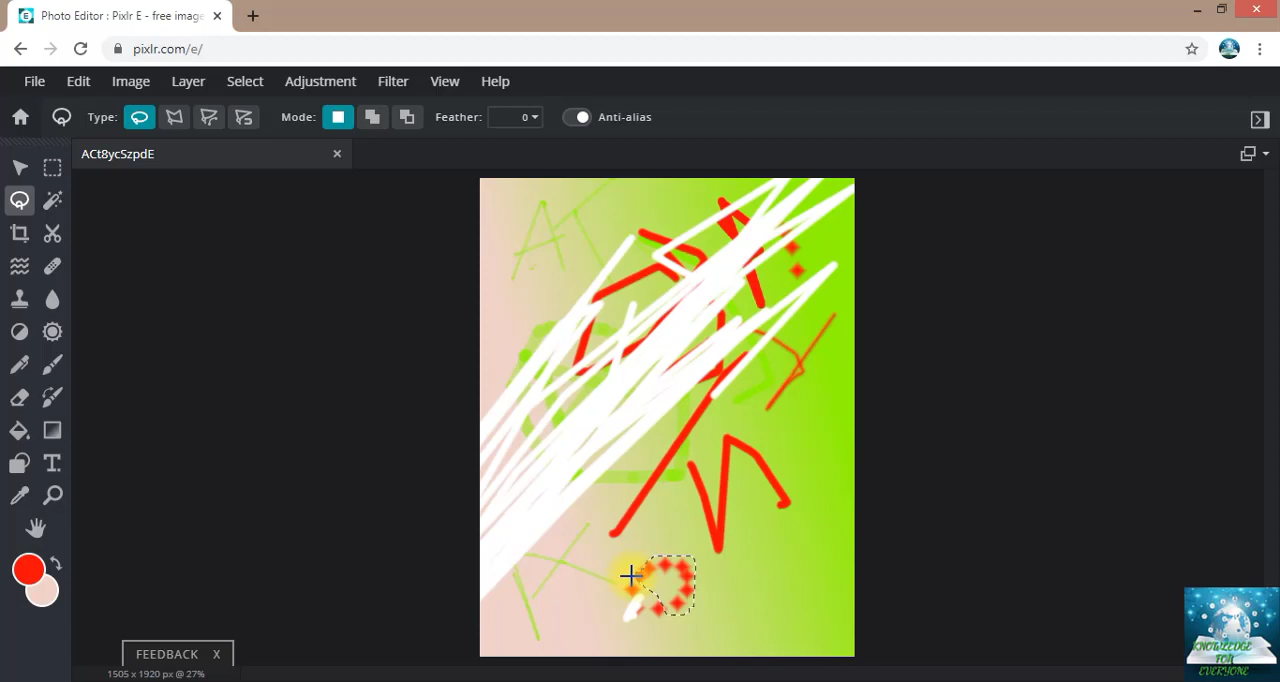 Photo Editor : Pixlr E - free image
pixlr.com/e/
File Edit Image Layer Select Adjustment Filter View Help
Type: Mode: Feather: 0 Anti-alias
ACt8ycSzpdE
FEEDBACK X
1505 x 1920 px @ 27%
KNOWLEDGE
FOR
EVERYONE